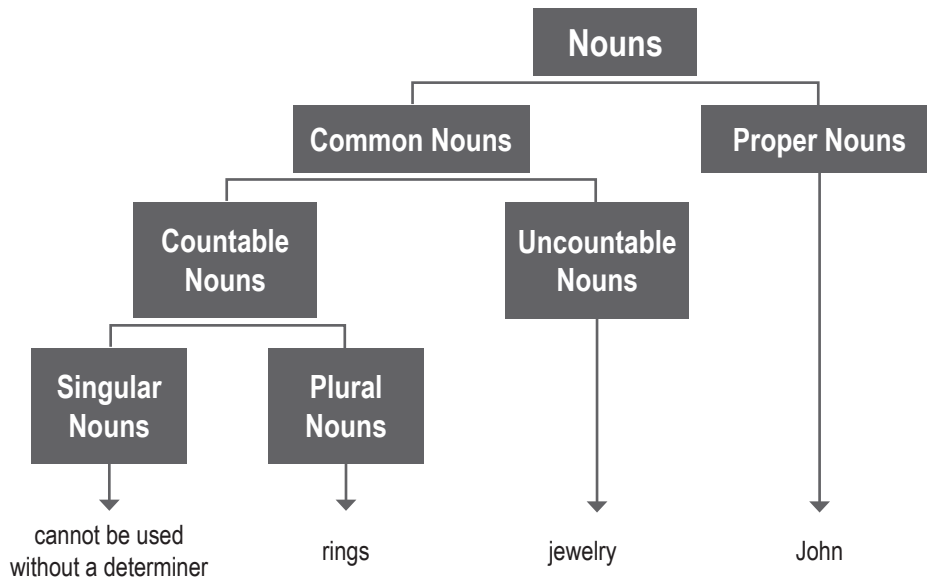 Nouns
Common Nouns
Proper Nouns
Countable
Nouns
Uncountable
Nouns
Singular
Nouns
Plural
Nouns
cannot be used
without a determiner
rings
jewelry
John